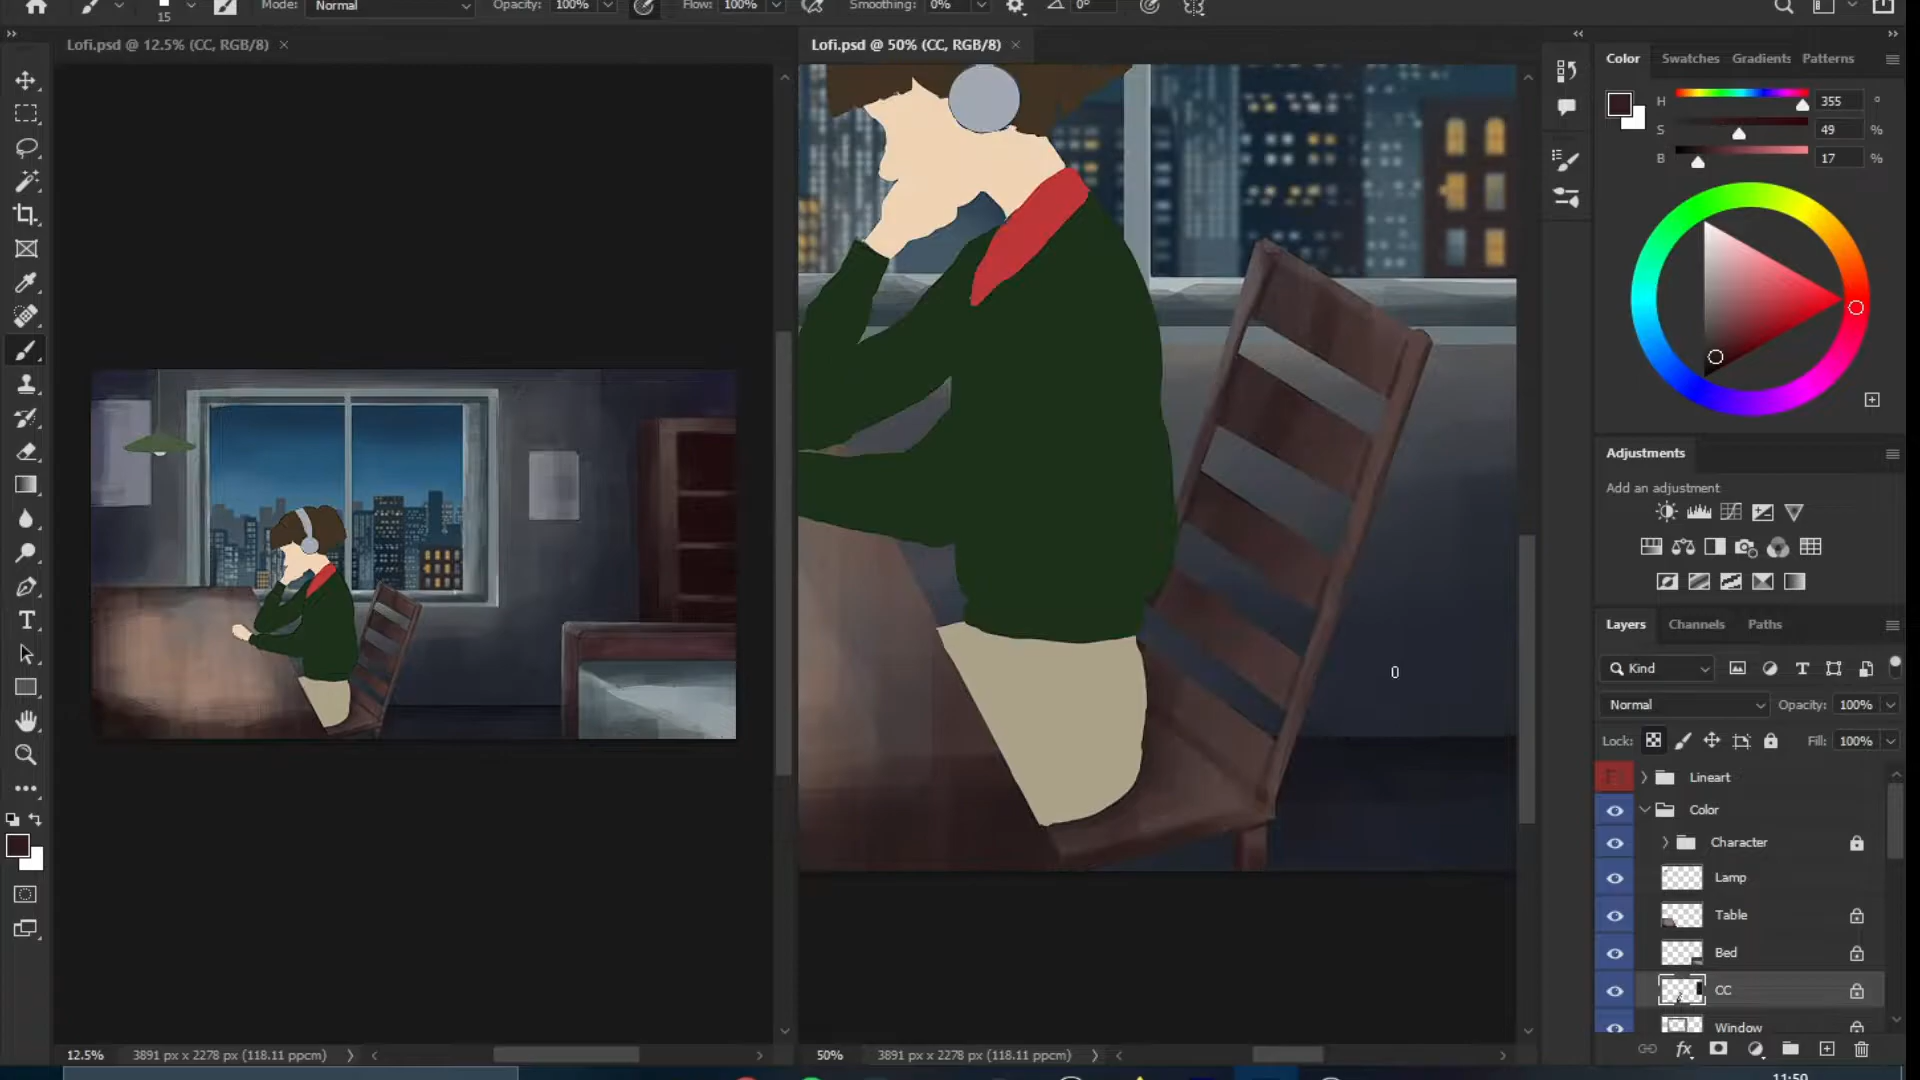 15
Mode: Normal
Opacity: 100%
Flow: 100%
Smoothing: 0%
0°
Lofi.psd @ 12.5% (CC, RGB/8) ×
Lofi.psd @ 50% (CC, RGB/8) ×
Color Swatches Gradients Patterns
H 355 °
S 49 %
B 17 %
Adjustments
Add an adjustment
Layers Channels Paths
Kind
Normal Opacity: 100%
Lock: Fill: 100%
Lineart
Color
Character
Lamp
Table
Bed
CC
Window
12.5% 3891 px x 2278 px (118.11 ppcm)
50% 3891 px x 2278 px (118.11 ppcm)
11:50